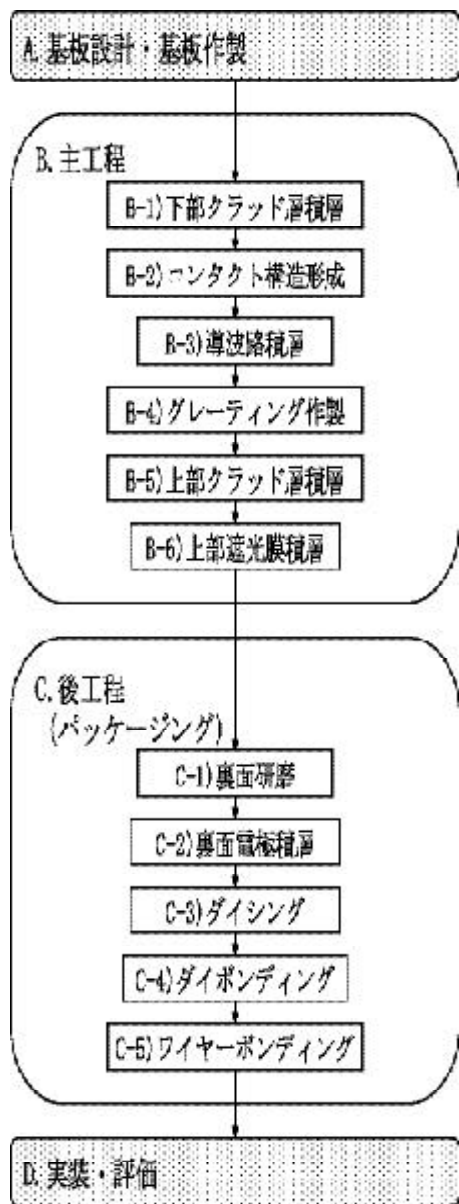 A. 基板設計・基板作製
B. 主工程
B-1)下部クラッド層積層
B-2)コンタクト構造形成
B-3)導波路積層
B-4)グレーティング作製
B-5)上部クラッド層積層
B-6)上部遮光膜積層
C. 後工程
(パッケージング)
C-1)裏面研磨
C-2)裏面電極積層
C-3)ダイシング
C-4)ダイボンディング
C-5)ワイヤーボンディング
D. 実装・評価